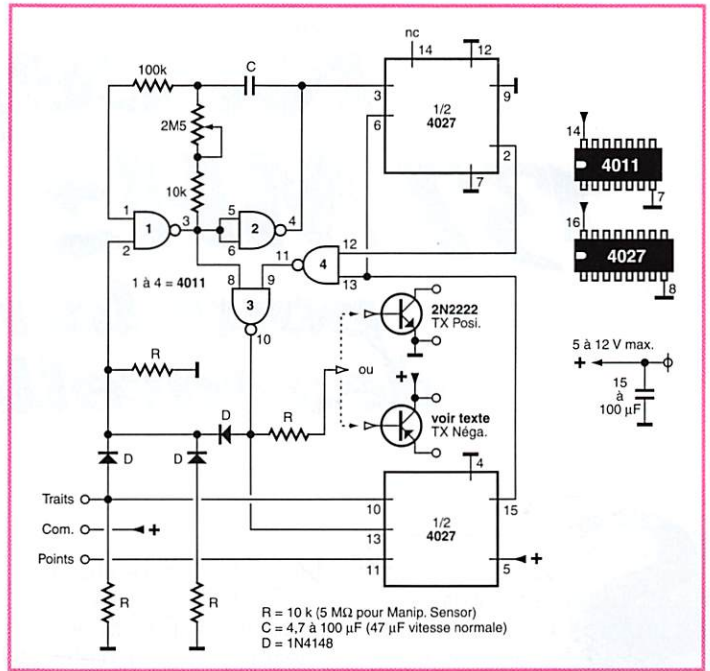 nc
14
12
100k
C
3
6
1/2
4027
9
2
7
2M5
10k
1
2
1
3
5
6
2
4
14
4011
7
16
4027
8
12
13
11
4
8
9
3
10
1 à 4 = 4011
2N2222
TX Posi.
ou
+
voir texte
TX Néga.
5 à 12 V max.
+
15
à
100 µF
R
D
R
D
D
4
Traits
10
15
Com.
+
1/2
4027
13
Points
11
5
+
R
R
R = 10 k (5 MΩ pour Manip. Sensor)
C = 4,7 à 100 µF (47 µF vitesse normale)
D = 1N4148